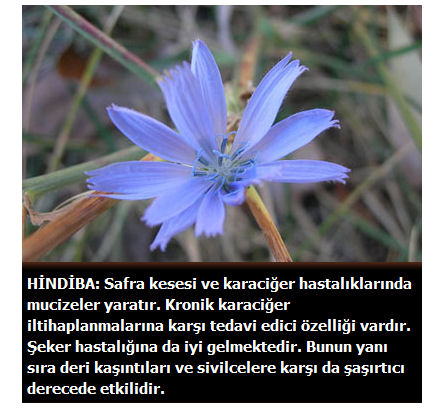 HİNDİBA: Safra kesesi ve karaciğer hastalıklarında
mucizeler yaratır. Kronik karaciğer
iltihaplanmalarına karşı tedavi edici özelliği vardır.
Şeker hastalığına da iyi gelmektedir. Bunun yanı
sıra deri kaşıntıları ve sivilcelere karşı da şaşırtıcı
derecede etkilidir.